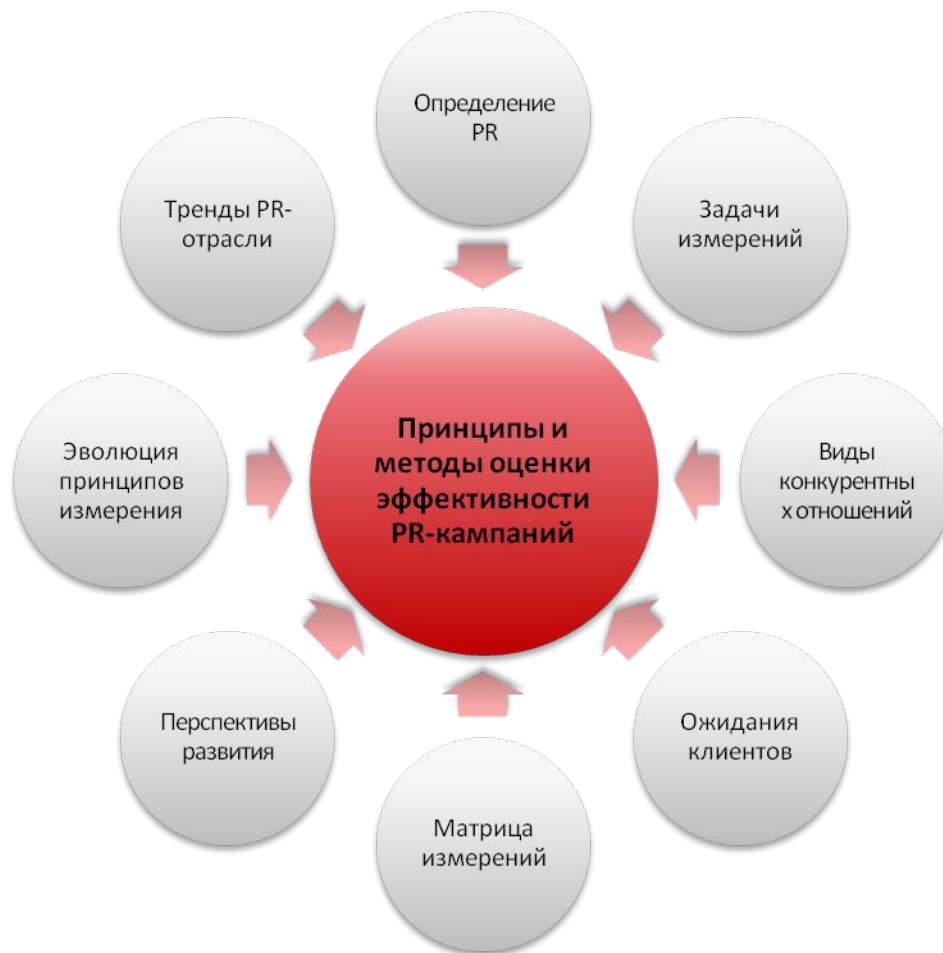 Определение
PR
Тренды PR-
отрасли
Задачи
измерений
Эволюция
принципов
измерения
Принципы и
методы оценки
эффективности
PR-кампаний
Виды
конкурентны
х отношений
Перспективы
развития
Ожидания
клиентов
Матрица
измерений